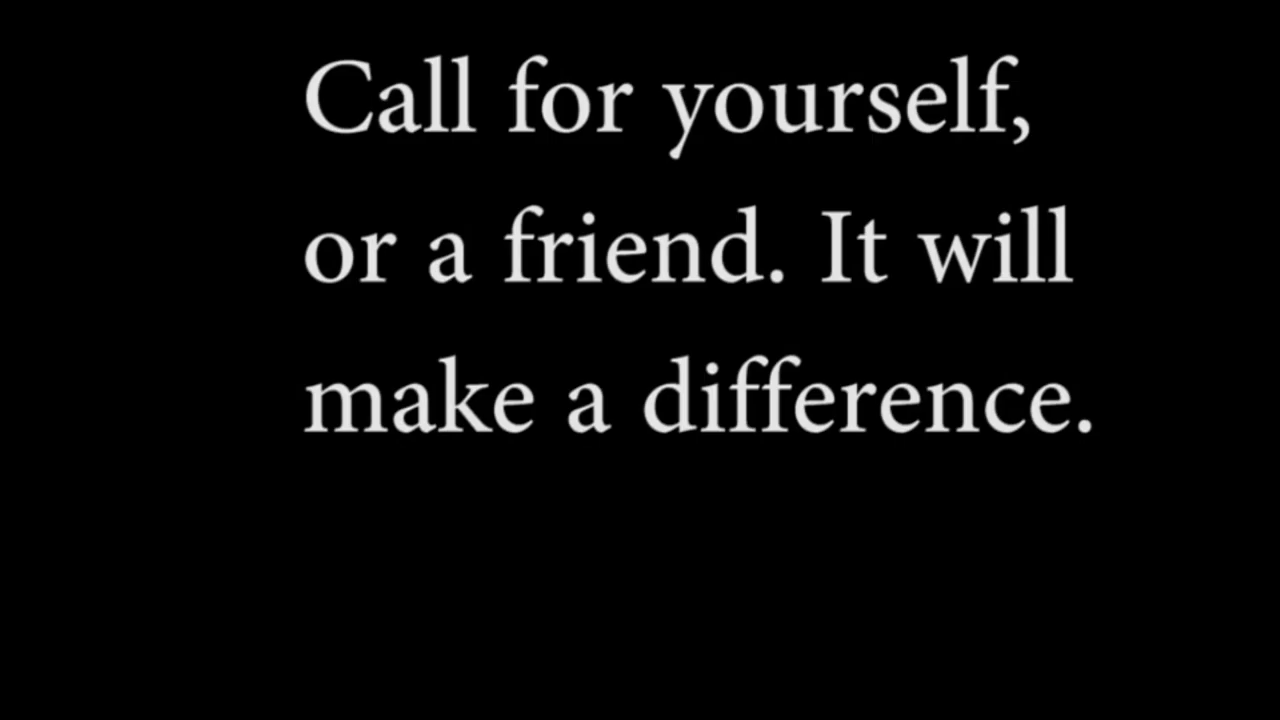 Call for yourself,
or a friend. It will
make a difference.